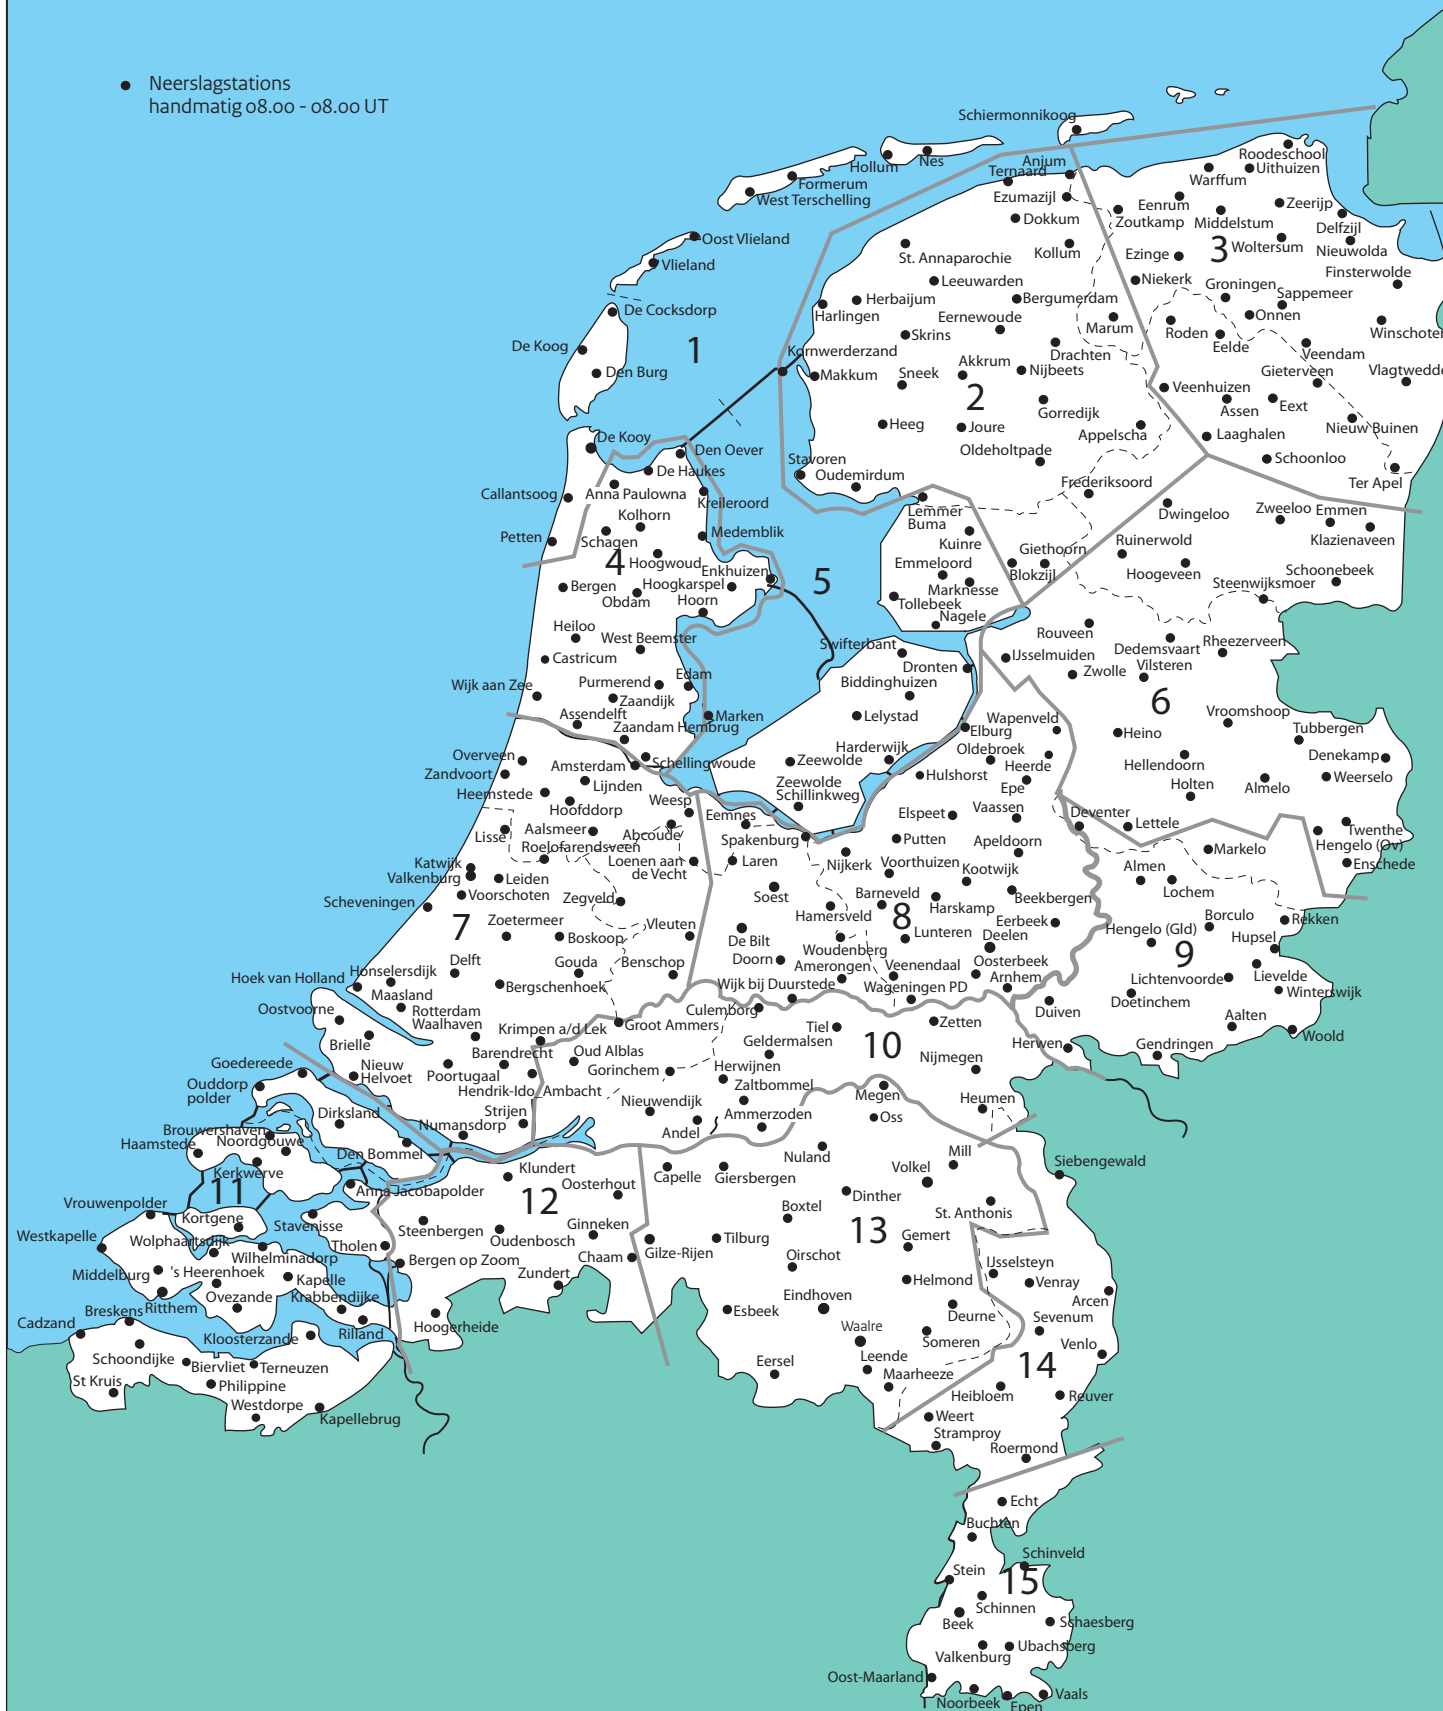 Neerslagstations
handmatig 08.00 - 08.00 UT
Schiermonnikoog
Hollum
Nes
Formerum
West Terschelling
Oost Vlieland
Vlieland
De Cocksdorp
De Koog
Den Burg
1
Anjum
Ternaard
Ezumazijl
Dokkum
St. Annaparochie
Kollum
Leeuwarden
Herbaijum
Harlingen
Bergumerdam
Eernewoude
Skrins
Marum
Drachten
Kornwerderzand
Makkum
Sneek
Akkrum
Nijbeets
2
Gorredijk
Heeg
Joure
Appelscha
Oldeholtpade
Stavoren
Oudemirdum
Frederiksoord
Roodeschool
Uithuizen
Warffum
Eenrum
Zoutkamp
Middelstum
Zeerijp
Delfzijl
3
Woltersum
Nieuwolda
Ezinge
Finsterwolde
Niekerk
Groningen
Sappemeer
Onnen
Roden
Eelde
Winschoten
Veendam
Gieterveen
Vlagtwedde
Veenhuizen
Assen
Eext
Nieuw Buinen
Laaghalen
Schoonloo
Ter Apel
De Kooy
Den Oever
De Haukes
Callantsoog
Anna Paulowna
Kreileroord
Kolhorn
Petten
Schagen
Medemblik
4
Hoogwoud
Enkhuizen
Bergen
Hoogkarspel
Obdam
Hoorn
Heiloo
West Beemster
Castricum
Wijk aan Zee
Purmerend
Edam
Zaandijk
Assendelft
Marken
Zaandam Hembrug
Schellingwoude
5
Lemmer
Buma
Kuinre
Emmeloord
Marknesse
Tollebeek
Nagele
Swifterbant
Dronten
Biddinghuizen
Lelystad
Zeewolde
Zeewolde
Schillinkweg
Harderwijk
Dwingeloo
Zweeloo
Emmen
Klazienaveen
Ruinerwold
Giethoorn
Blokzijl
Hoogeveen
Schoonebeek
Steenwijksmoer
Rouveen
IJsselmuiden
Dedemsvaart
Rheezerveen
Zwolle
Vilsteren
6
Vroomshoop
Tubbergen
Heino
Denekamp
Hellendoorn
Weerselo
Holten
Almelo
Deventer
Lettele
Twenthe
Hengelo (Ov)
Enschede
Overveen
Zandvoort
Amsterdam
Lijnden
Heemstede
Hoofddorp
Weesp
Lisse
Aalsmeer
Abcoude
Roelofarendsveen
Loenen aan
de Vecht
Katwijk
Valkenburg
Leiden
Voorschoten
Zegveld
Scheveningen
7
Zoetermeer
Boskoop
Vleuten
Delft
Gouda
Benschop
Hoek van Holland
Honselersdijk
Maasland
Bergschenhoek
Oostvoorne
Rotterdam
Waalhaven
Krimpen a/d Lek
Groot Ammers
Brielle
Nieuw
Helvoet
Barendrecht
Poortugaal
Hendrik-Ido_Ambacht
Strijen
Numansdorp
Wapenveld
Elburg
Oldebroek
Heerde
Hulshorst
Epe
Eemnes
Elspeet
Vaassen
Spakenburg
Putten
Apeldoorn
Laren
Nijkerk
Voorthuizen
Kootwijk
Soest
Barneveld
Beekbergen
Hamersveld
8
Harskamp
De Bilt
Lunteren
Eerbeek
Woudenberg
Deelen
Doorn
Amerongen
Veenendaal
Oosterbeek
Arnhem
Wijk bij Duurstede
Wageningen PD
Markelo
Almen
Lochem
Borculo
Rekken
Hengelo (Gld)
Hupsel
9
Lichtenvoorde
Lievelde
Winterswijk
Doetinchem
Aalten
Woold
Gendringen
Duiven
Herwen
Culemborg
Tiel
Zetten
Geldermalsen
10
Nijmegen
Oud Alblas
Gorinchem
Herwijnen
Zaltbommel
Nieuwendijk
Andel
Ammerzoden
Heumen
Goedereede
Ouddorp
polder
Dirksland
Brouwershaven
Haamstede
Noordgouwe
Den Bommel
Kerkwerve
11
Anna Jacobapolder
Vrouwenpolder
Kortgene
Stavenisse
Westkapelle
Wolphaartsdijk
Tholen
Wilhelminadorp
Middelburg
's Heerenhoek
Kapelle
Ritthem
Ovezande
Krabbendijke
Rilland
Breskens
Cadzand
Kloosterzande
Schoondijke
Biervliet
Terneuzen
St Kruis
Philippine
Westdorpe
Kapellebrug
Klundert
12
Oosterhout
Steenbergen
Oudenbosch
Ginneken
Bergen op Zoom
Chaam
Zundert
Hoogerheide
Megen
Oss
Nuland
Mill
Capelle
Giersbergen
Volkel
Dinther
Boxtel
13
St. Anthonis
Gilze-Rijen
Tilburg
Gemert
Oirschot
Helmond
Esbeek
Eindhoven
Deurne
Waalre
Someren
Eersel
Leende
Maarheeze
Siebengewald
IJsselsteyn
Venray
Arcen
Sevenum
14
Venlo
Heibloem
Reuver
Weert
Stramproy
Roermond
Echt
Buchten
Schinveld
Stein
15
Schinnen
Beek
Schaesberg
Ubachsberg
Valkenburg
Oost-Maarland
Noorbeek
Epen
Vaals